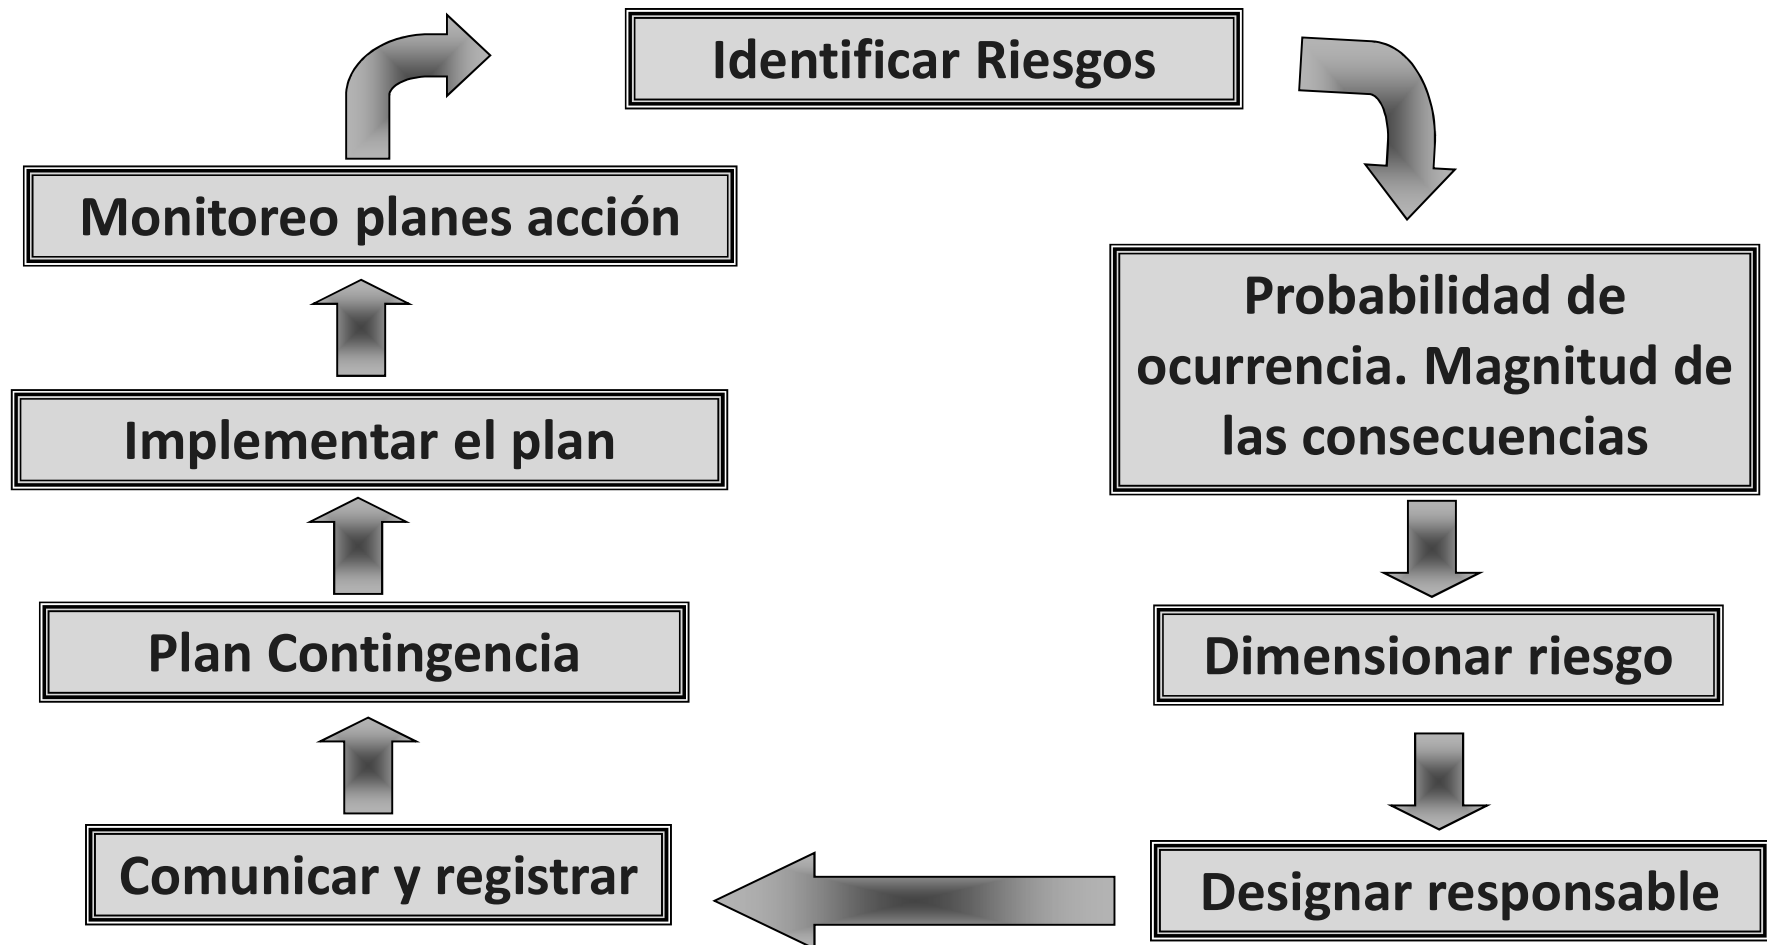 Identificar Riesgos
Monitoreo planes acción
Probabilidad de
ocurrencia. Magnitud de
las consecuencias
Implementar el plan
Plan Contingencia
Dimensionar riesgo
Comunicar y registrar
Designar responsable